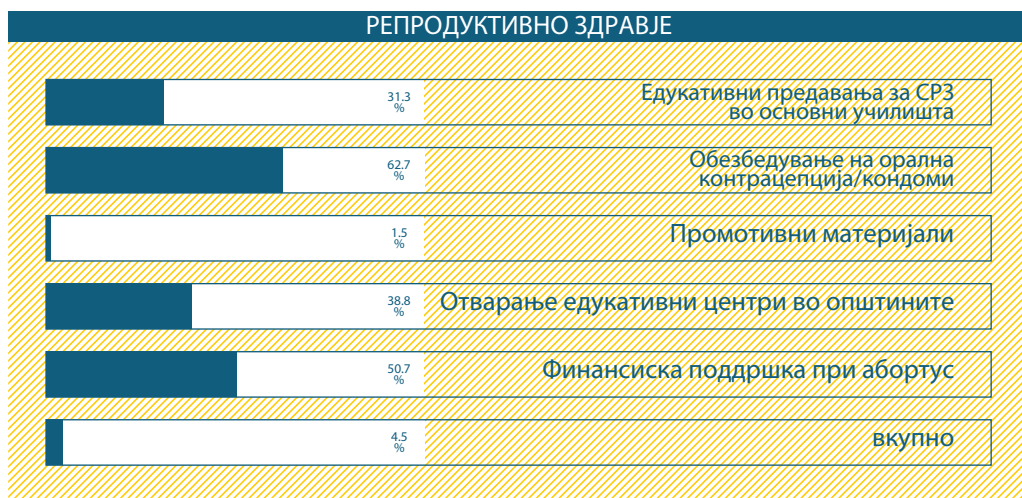 РЕПРОДУКТИВНО ЗДРАВЈЕ
31.3
%
Едукативни предавања за СРЗ
во основни училишта
62.7
%
Обезбедување на орална
контрацепција/кондоми
1.5
%
Промотивни материјали
38.8
%
Отварање едукативни центри во општините
50.7
%
Финансиска поддршка при абортус
4.5
%
вкупно